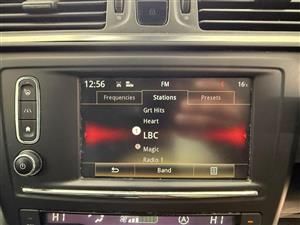 12:56 FM 16°
Frequencies Stations Presets
Grt Hits
Heart
LBC
Magic
Radio 1
Band
HI HI